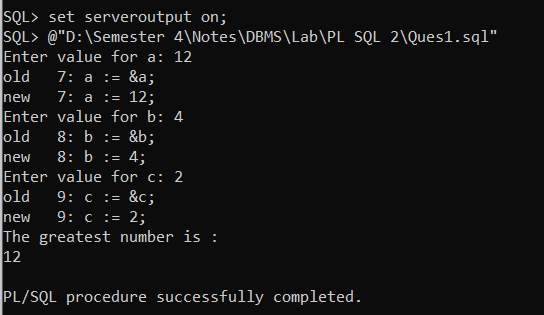 SQL> set serveroutput on;
SQL> @"D:\Semester 4\Notes\DBMS\Lab\PL SQL 2\Ques1.sql"
Enter value for a: 12
old   7: a := &a;
new   7: a := 12;
Enter value for b: 4
old   8: b := &b;
new   8: b := 4;
Enter value for c: 2
old   9: c := &c;
new   9: c := 2;
The greatest number is :
12
PL/SQL procedure successfully completed.